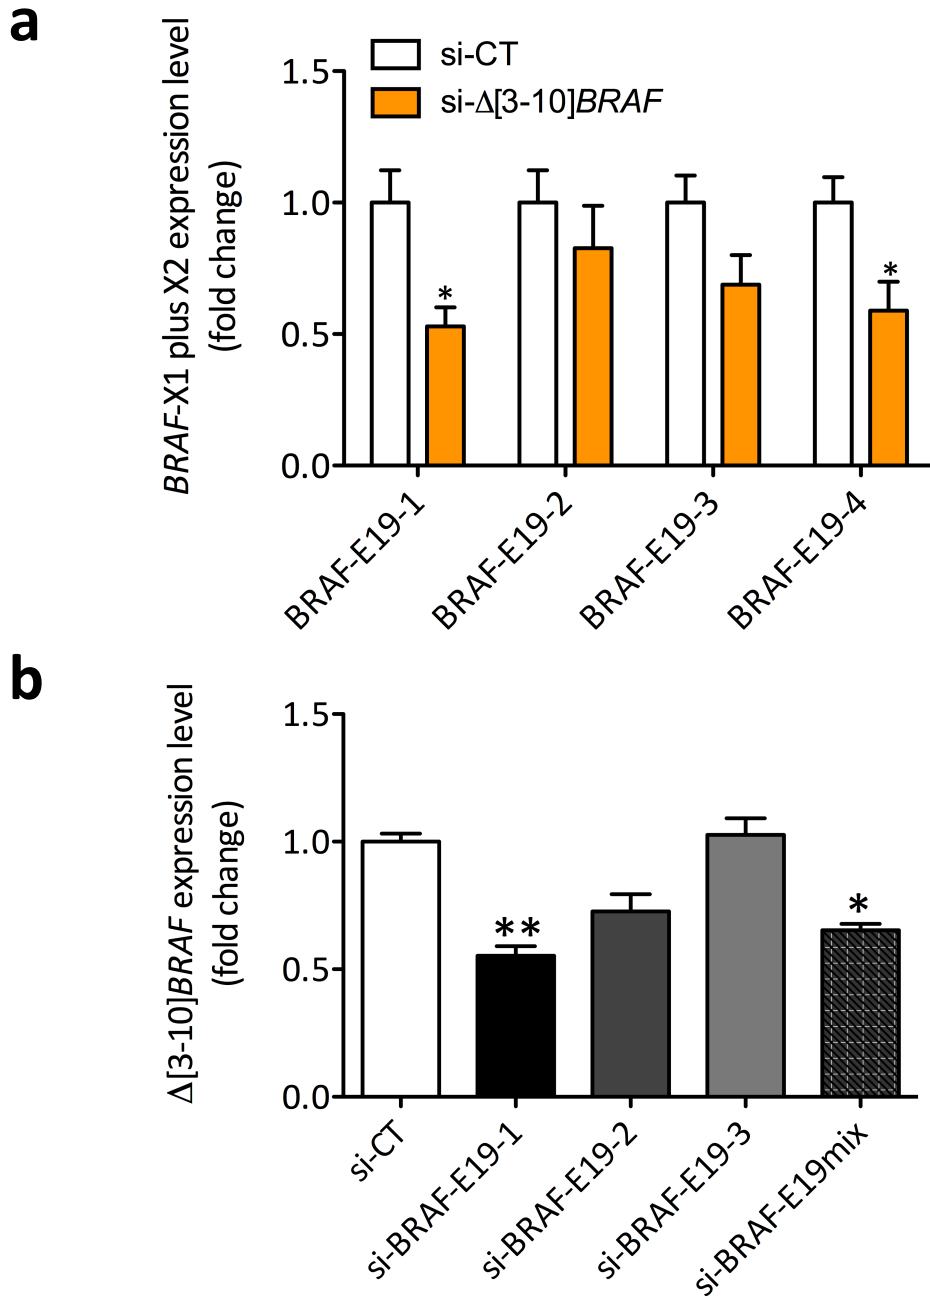 a
BRAF-X1 plus X2 expression level
(fold change)
si-CT
si-Δ[3-10]BRAF
1.5
1.0
0.5
0.0
*
*
BRAF-E19-1
BRAF-E19-2
BRAF-E19-3
BRAF-E19-4
b
Δ[3-10]BRAF expression level
(fold change)
1.5
1.0
0.5
0.0
**
*
si-CT
si-BRAF-E19-1
si-BRAF-E19-2
si-BRAF-E19-3
si-BRAF-E19mix